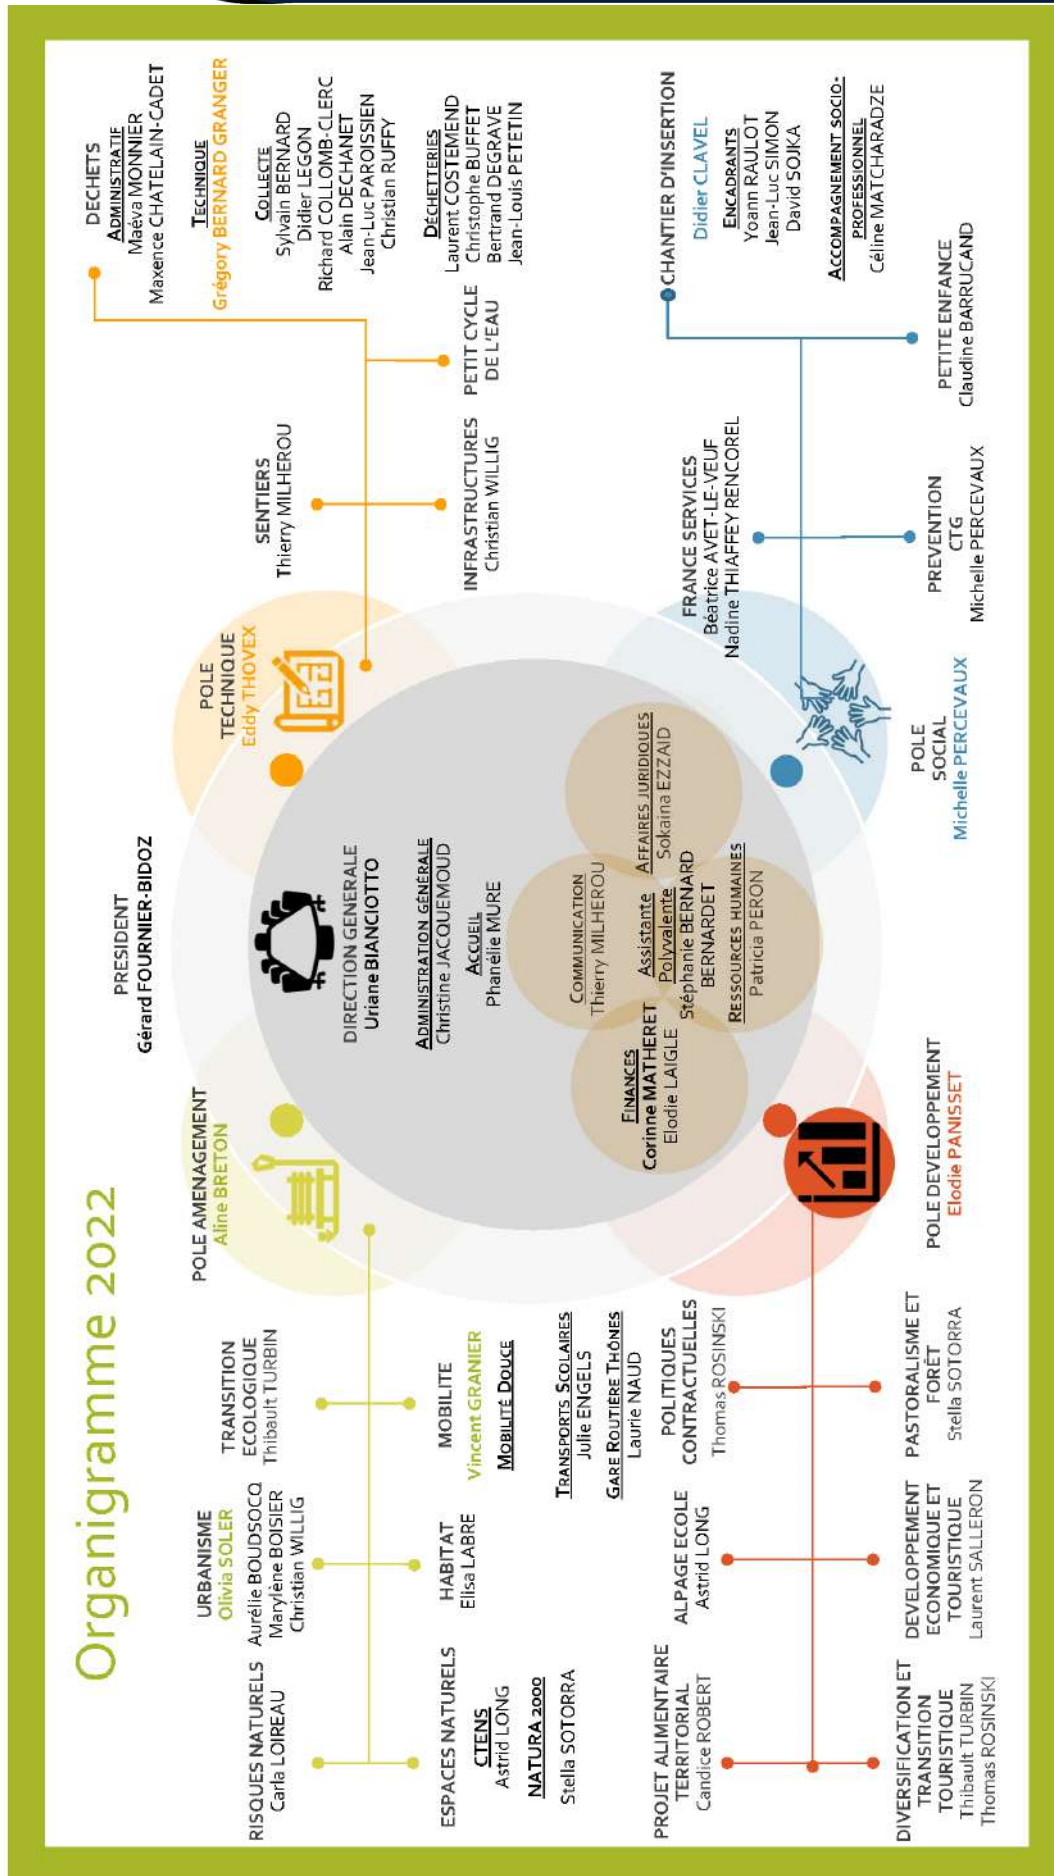 Organigramme 2022
PRESIDENT
Gérard FOURNIER-BIDOZ
DIRECTION GENERALE
Uriane BIANCIOTTO
ADMINISTRATION GÉNÉRALE
Christine JACQUEMOUD
ACCUEIL
Phanélie MURE
COMMUNICATION
Thierry MILHEROU
FINANCES
Corinne MATHERET
Elodie LAIGLE
Assistante
Polyvalente
Stéphanie BERNARD
BERNARDET
AFFAIRES JURIDIQUES
Sokaina EZZAID
RESSOURCES HUMAINES
Patricia PERON
POLE AMENAGEMENT
Aline BRETON
RISQUES NATURELS
Carla LOIREAU
URBANISME
Olivia SOLER
Aurélie BOUDSOCQ
Marylène BOISIER
Christian WILLIG
TRANSITION
ECOLOGIQUE
Thibault TURBIN
ESPACES NATURELS
CTENS
Astrid LONG
NATURA 2000
Stella SOTORRA
HABITAT
Elisa LABRE
MOBILITE
Vincent GRANIER
MOBILITÉ DOUCE
TRANSPORTS SCOLAIRES
Julie ENGELS
GARE ROUTIÈRE THÔNES
Laurie NAUD
POLE
TECHNIQUE
Eddy THOVEX
SENTIERS
Thierry MILHEROU
INFRASTRUCTURES
Christian WILLIG
PETIT CYCLE
DE L'EAU
DECHETS
ADMINISTRATIF
Maéva MONNIER
Maxence CHATELAIN-CADET
TECHNIQUE
Grégory BERNARD GRANGER
COLLECTE
Sylvain BERNARD
Didier LEGON
Richard COLLOMB-CLERC
Alain DECHANET
Jean-Luc PAROISSIEN
Christian RUFFY
DÉCHETTERIES
Laurent COSTEMEND
Christophe BUFFET
Bertrand DEGRAVE
Jean-Louis PETETIN
POLE DEVELOPPEMENT
Elodie PANISSET
PROJET ALIMENTAIRE
TERRITORIAL
Candice ROBERT
ALPAGE ECOLE
Astrid LONG
POLITIQUES
CONTRACTUELLES
Thomas ROSINSKI
DIVERSIFICATION ET
TRANSITION
TOURISTIQUE
Thibault TURBIN
Thomas ROSINSKI
DEVELOPPEMENT
ECONOMIQUE ET
TOURISTIQUE
Laurent SALLERON
PASTORALISME ET
FORÊT
Stella SOTORRA
POLE
SOCIAL
Michelle PERCEVAUX
FRANCE SERVICES
Béatrice AVET-LE-VEUF
Nadine THIAFFEY RENCOREL
PREVENTION
CTG
Michelle PERCEVAUX
PETITE ENFANCE
Claudine BARRUCAND
CHANTIER D'INSERTION
Didier CLAVEL
ENCADRANTS
Yoann RAULOT
Jean-Luc SIMON
David SOJKA
ACCOMPAGNEMENT SOCIO-
PROFESSIONNEL
Céline MATCHARADZE